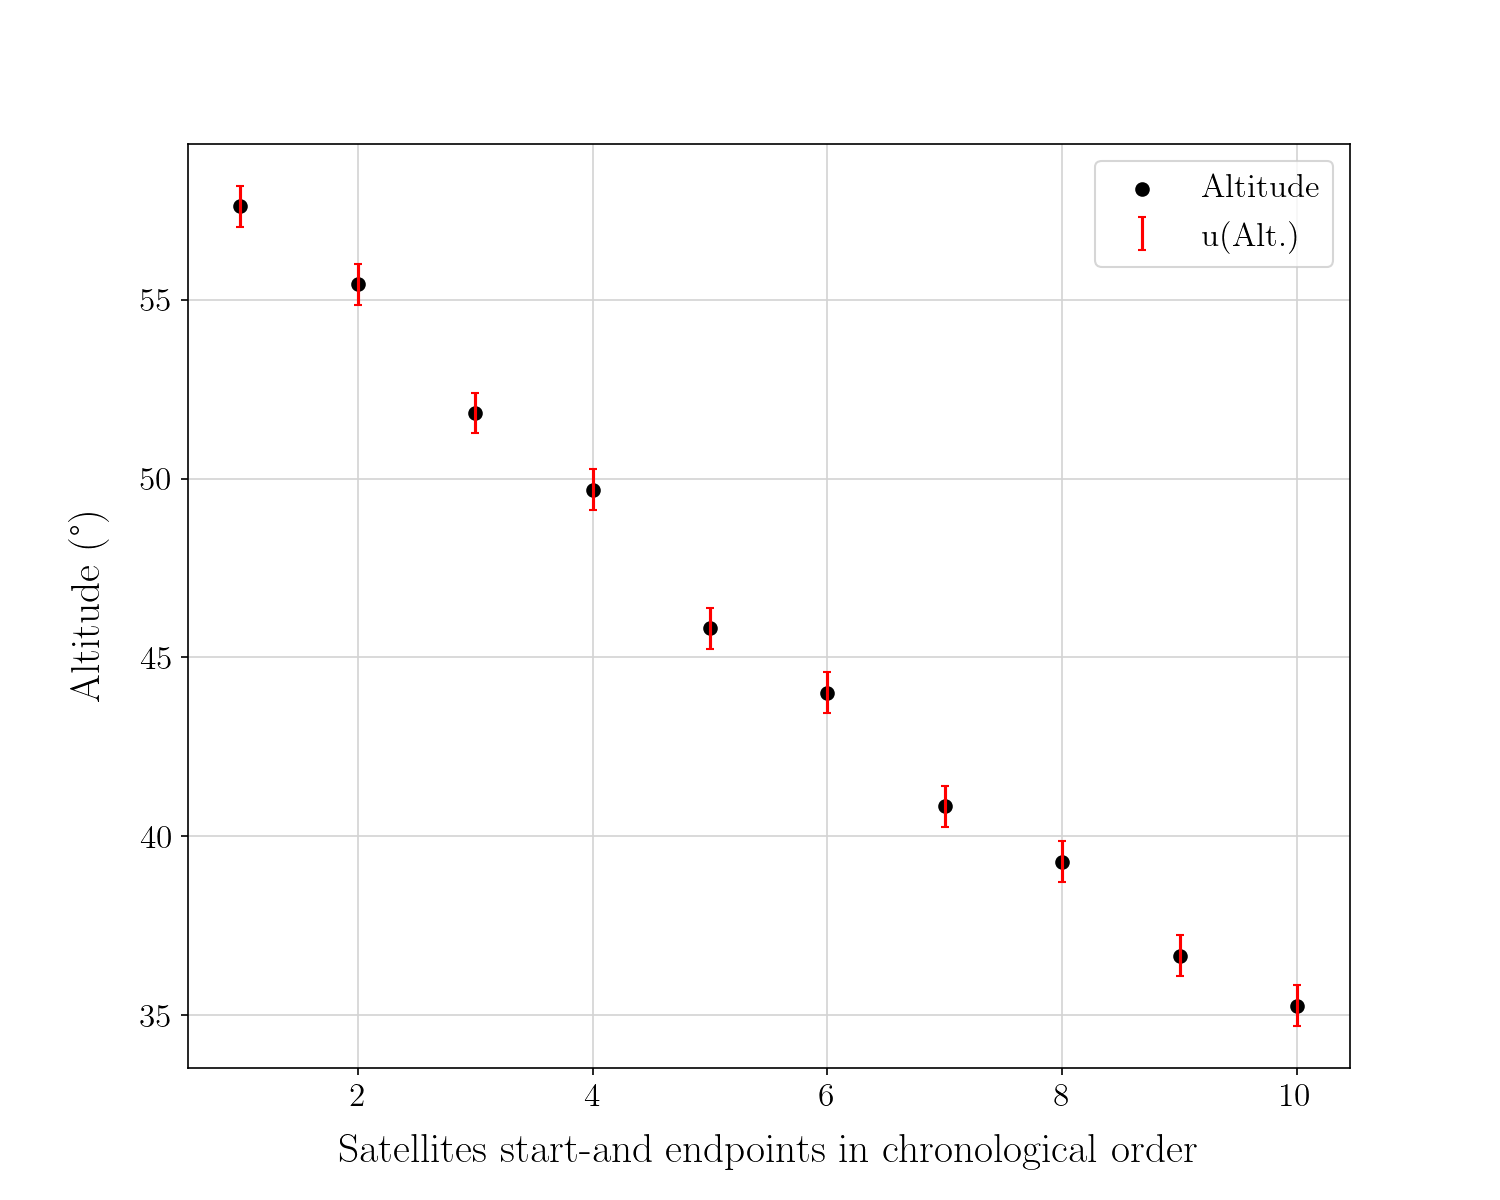 Altitude
u(Alt.)
55
50
45
40
35
Altitude (°)
2 4 6 8 10
Satellites start-and endpoints in chronological order